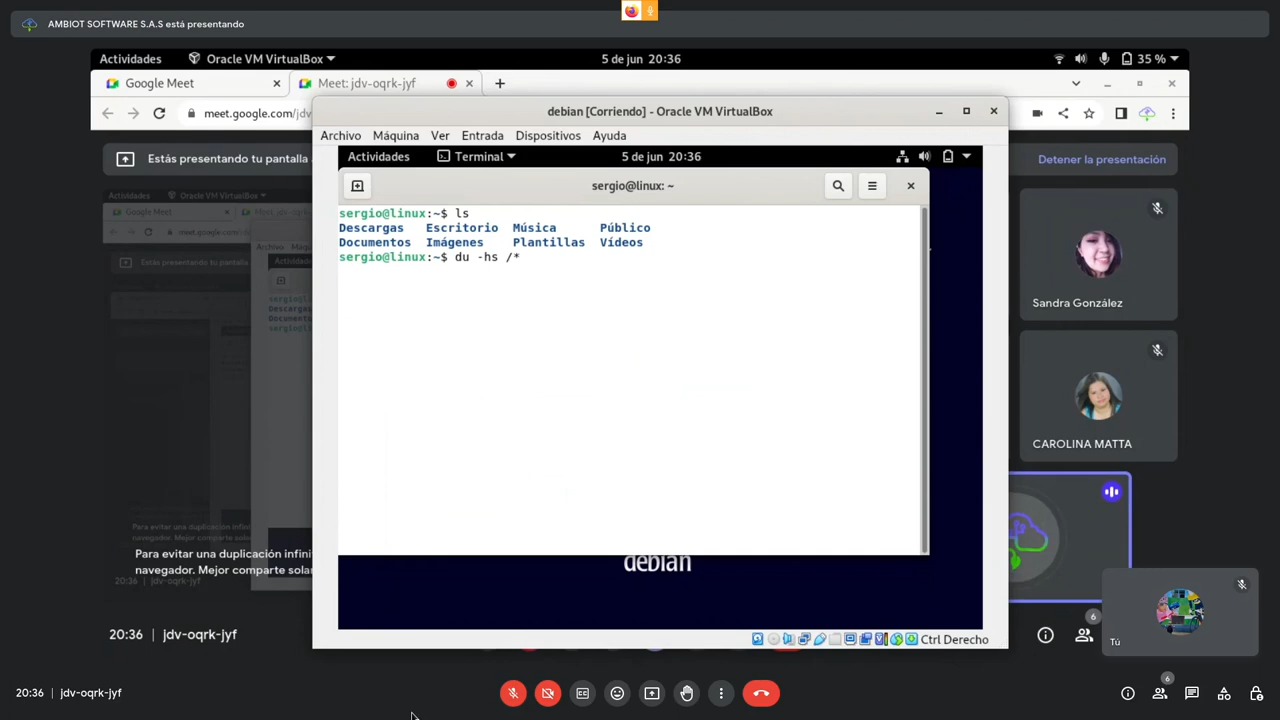 AMBIOT SOFTWARE S.A.S está presentando
Actividades
Oracle VM VirtualBox
5 de jun 20:36
35 %
Google Meet
Meet: jdv-oqrk-jyf
meet.google.com/jdv
debian [Corriendo] - Oracle VM VirtualBox
Archivo Máquina Ver Entrada Dispositivos Ayuda
Estás presentando tu pantalla
Detener la presentación
Actividades
Terminal
5 de jun 20:36
sergio@linux: ~
sergio@linux:~$ ls
Descargas Escritorio Música Público
Documentos Imágenes Plantillas Vídeos
sergio@linux:~$ du -hs /*
debian
Sandra González
CAROLINA MATTA
Para evitar una duplicación infini
navegador. Mejor comparte sola
20:36 | jdv-oqrk-jyf
Ctrl Derecho
6
Tú
20:36 | jdv-oqrk-jyf
6